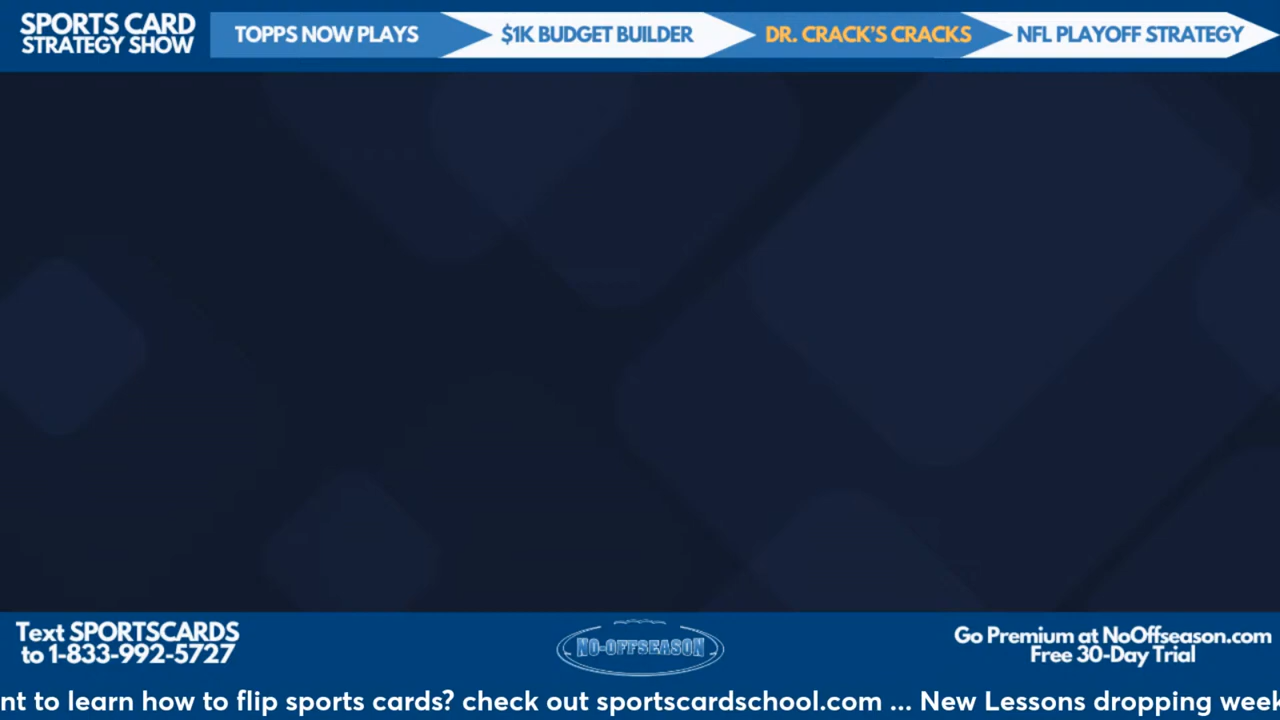 SPORTS CARD
STRATEGY SHOW
TOPPS NOW PLAYS
$1K BUDGET BUILDER
DR. CRACK'S CRACKS
NFL PLAYOFF STRATEGY
Text SPORTSCARDS
to 1-833-992-5727
NO-OFFSEASON
Go Premium at NoOffseason.com
Free 30-Day Trial
nt to learn how to flip sports cards? check out sportscardschool.com ... New Lessons dropping week